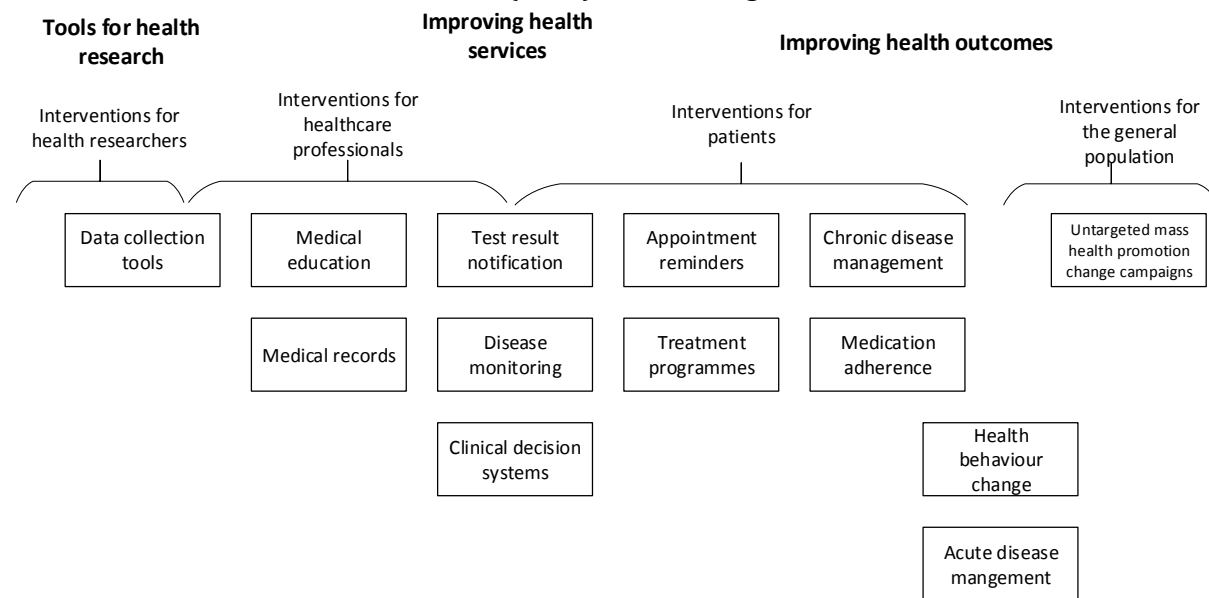 Tools for health
research
Improving health
services
Improving health outcomes
Interventions for
health researchers
Interventions for
healthcare
professionals
Interventions for
patients
Interventions for
the general
population
Data collection
tools
Medical
education
Test result
notification
Appointment
reminders
Chronic disease
management
Untargeted mass
health promotion
change campaigns
Medical records
Disease
monitoring
Treatment
programmes
Medication
adherence
Clinical decision
systems
Health
behaviour
change
Acute disease
mangement